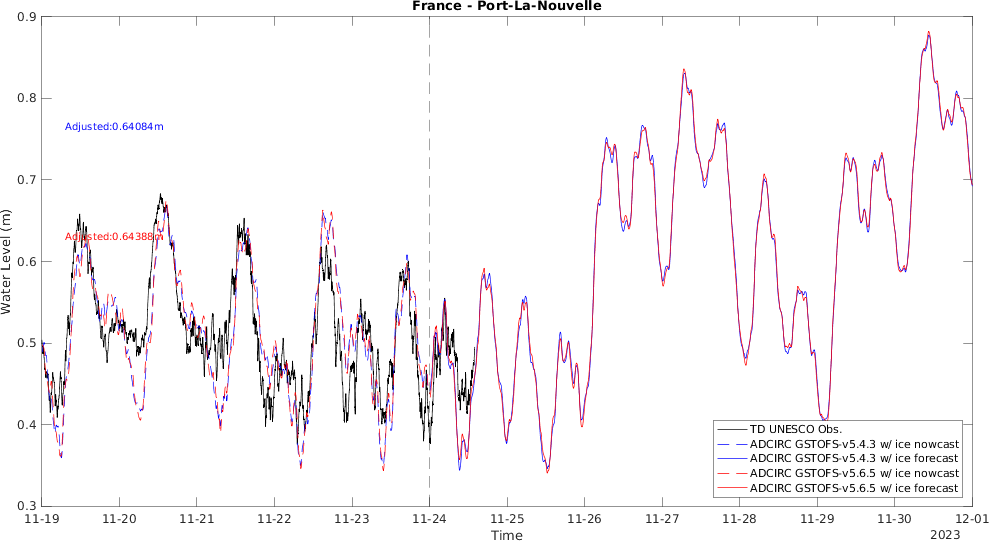 France - Port-La-Nouvelle
Water Level (m)
0.9
0.8
0.7
0.6
0.5
0.4
0.3
Adjusted:0.64084m
Adjusted:0.64388m
TD UNESCO Obs.
ADCIRC GSTOFS-v5.4.3 w/ ice nowcast
ADCIRC GSTOFS-v5.4.3 w/ ice forecast
ADCIRC GSTOFS-v5.6.5 w/ ice nowcast
ADCIRC GSTOFS-v5.6.5 w/ ice forecast
11-19 11-20 11-21 11-22 11-23 11-24 11-25 11-26 11-27 11-28 11-29 11-30 12-01
Time
2023